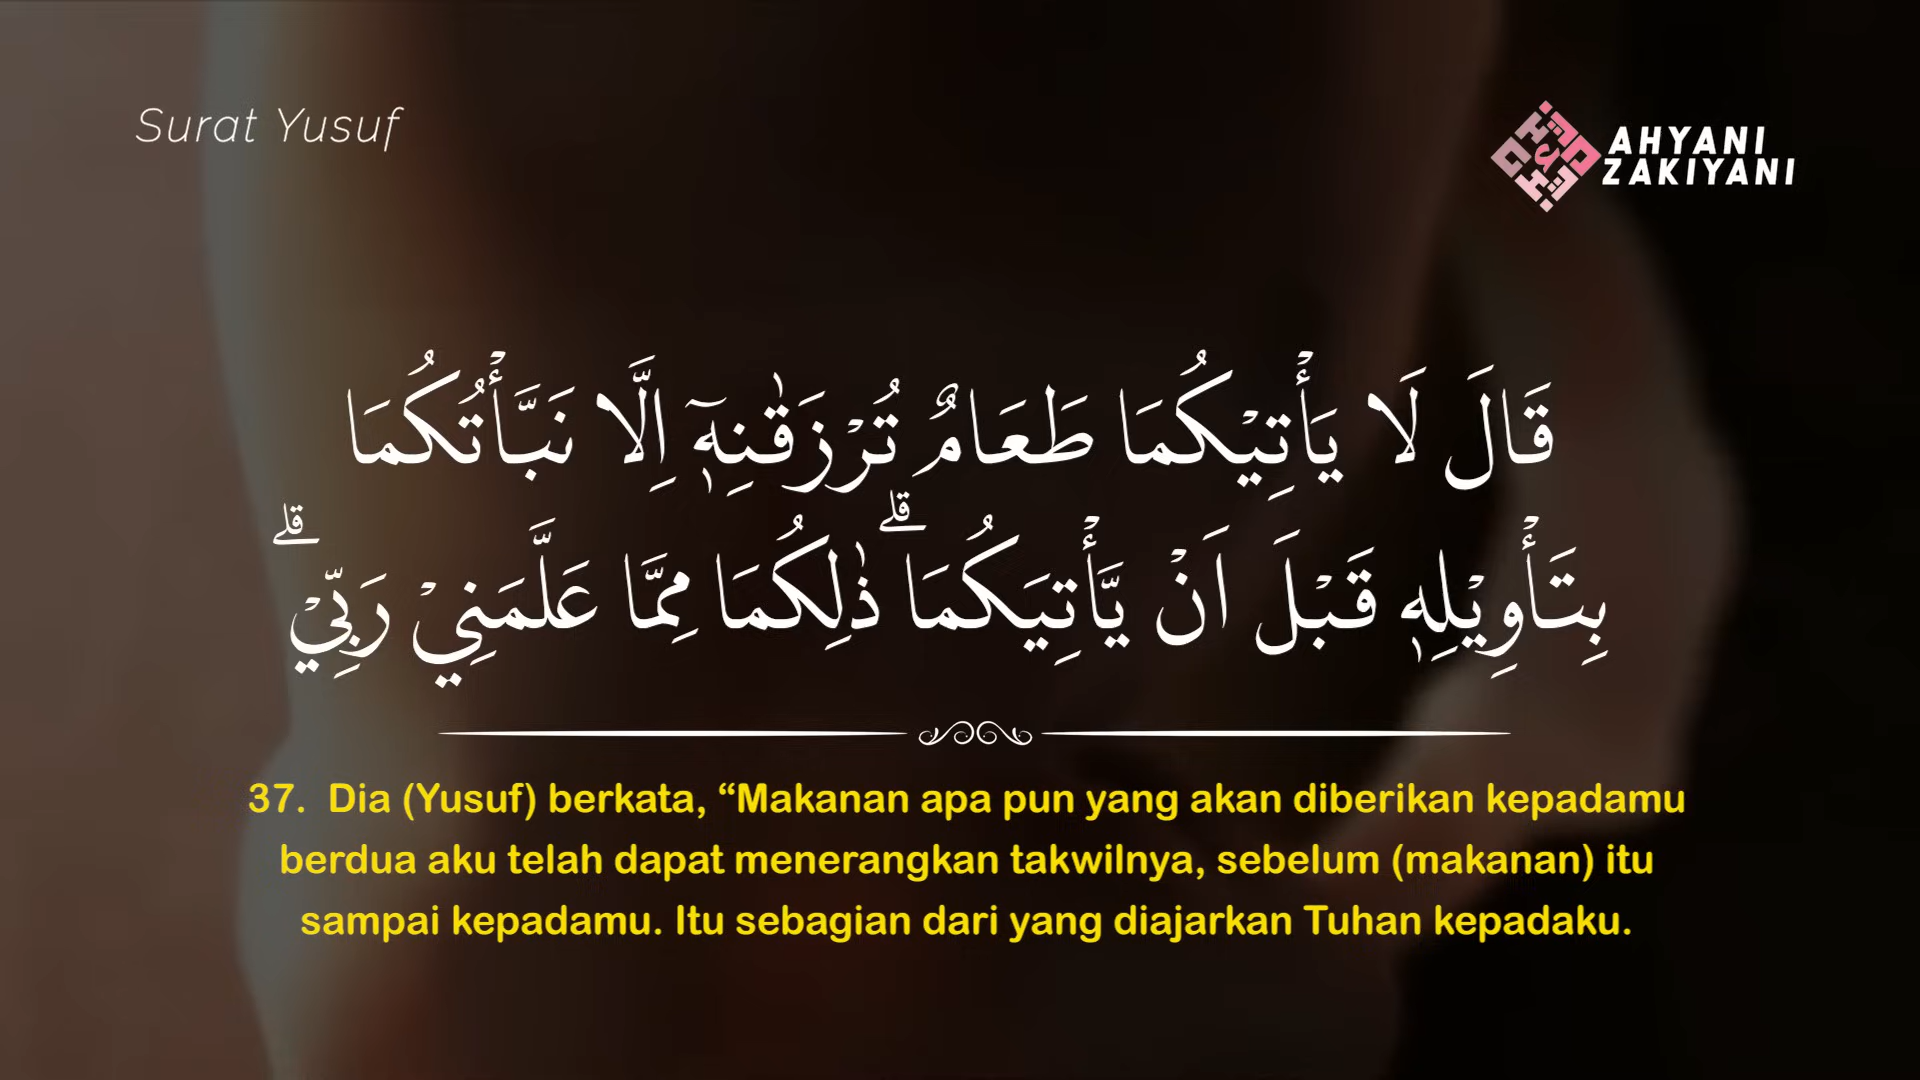 Surat Yusuf
AHYANI
ZAKIYANI
قَالَ لَا يَأْتِيْكُمَا طَعَامٌ تُرْزَقٰنِهٖٓ اِلَّا نَبَّأْتُكُمَا
بِتَأْوِيْلِهٖ قَبْلَ اَنْ يَّأْتِيَكُمَا ۗذٰلِكُمَا مِمَّا عَلَّمَنِيْ رَبِّيْۗ
37.  Dia (Yusuf) berkata, “Makanan apa pun yang akan diberikan kepadamu
berdua aku telah dapat menerangkan takwilnya, sebelum (makanan) itu
sampai kepadamu. Itu sebagian dari yang diajarkan Tuhan kepadaku.